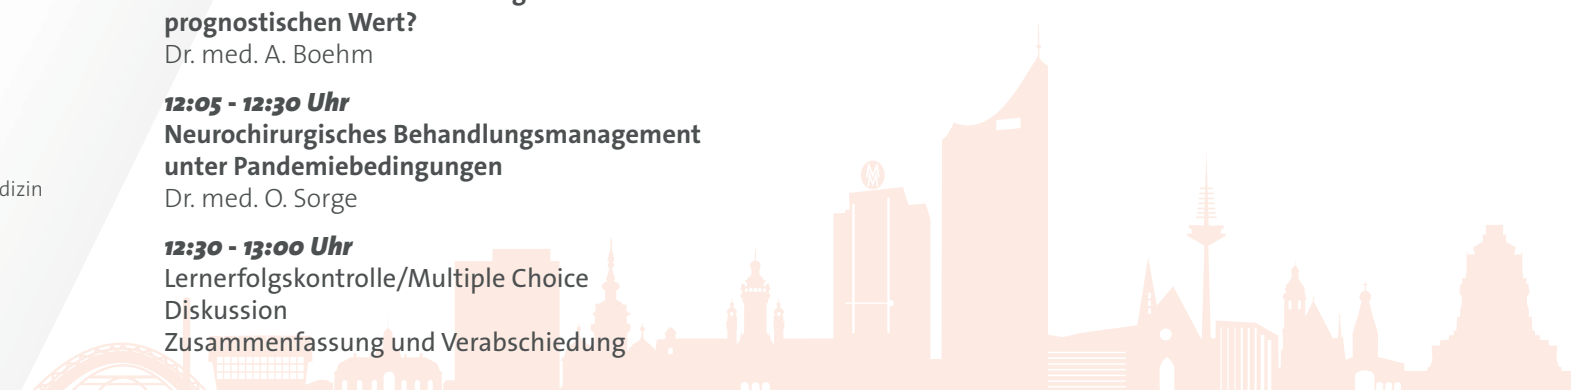 prognostischen Wert?
Dr. med. A. Boehm
12:05 - 12:30 Uhr
Neurochirurgisches Behandlungsmanagement
unter Pandemiebedingungen
Dr. med. O. Sorge
dizin
12:30 - 13:00 Uhr
Lernerfolgskontrolle/Multiple Choice
Diskussion
Zusammenfassung und Verabschiedung